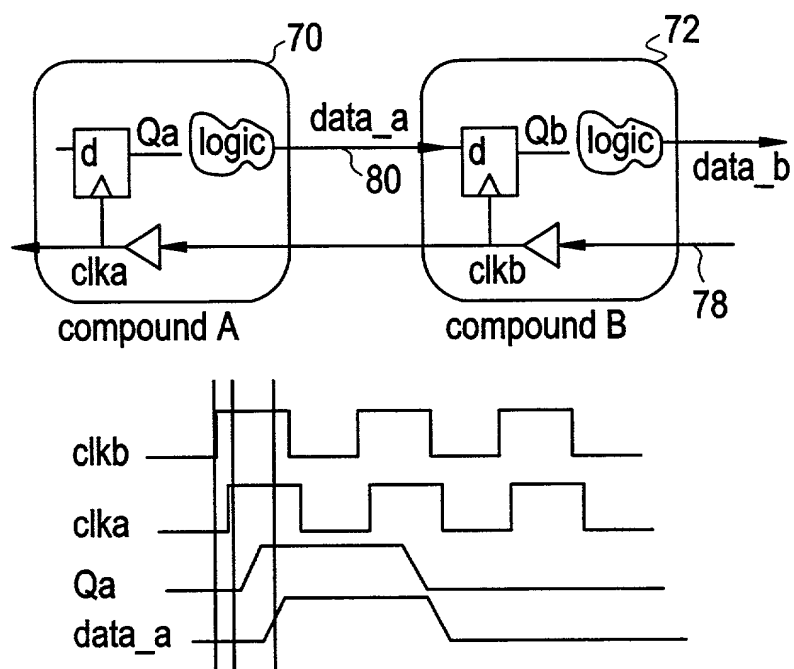 70
72
d
Qa
logic
data_a
80
d
Qb
logic
data_b
clka
clkb
78
compound A
compound B
clkb
clka
Qa
data_a